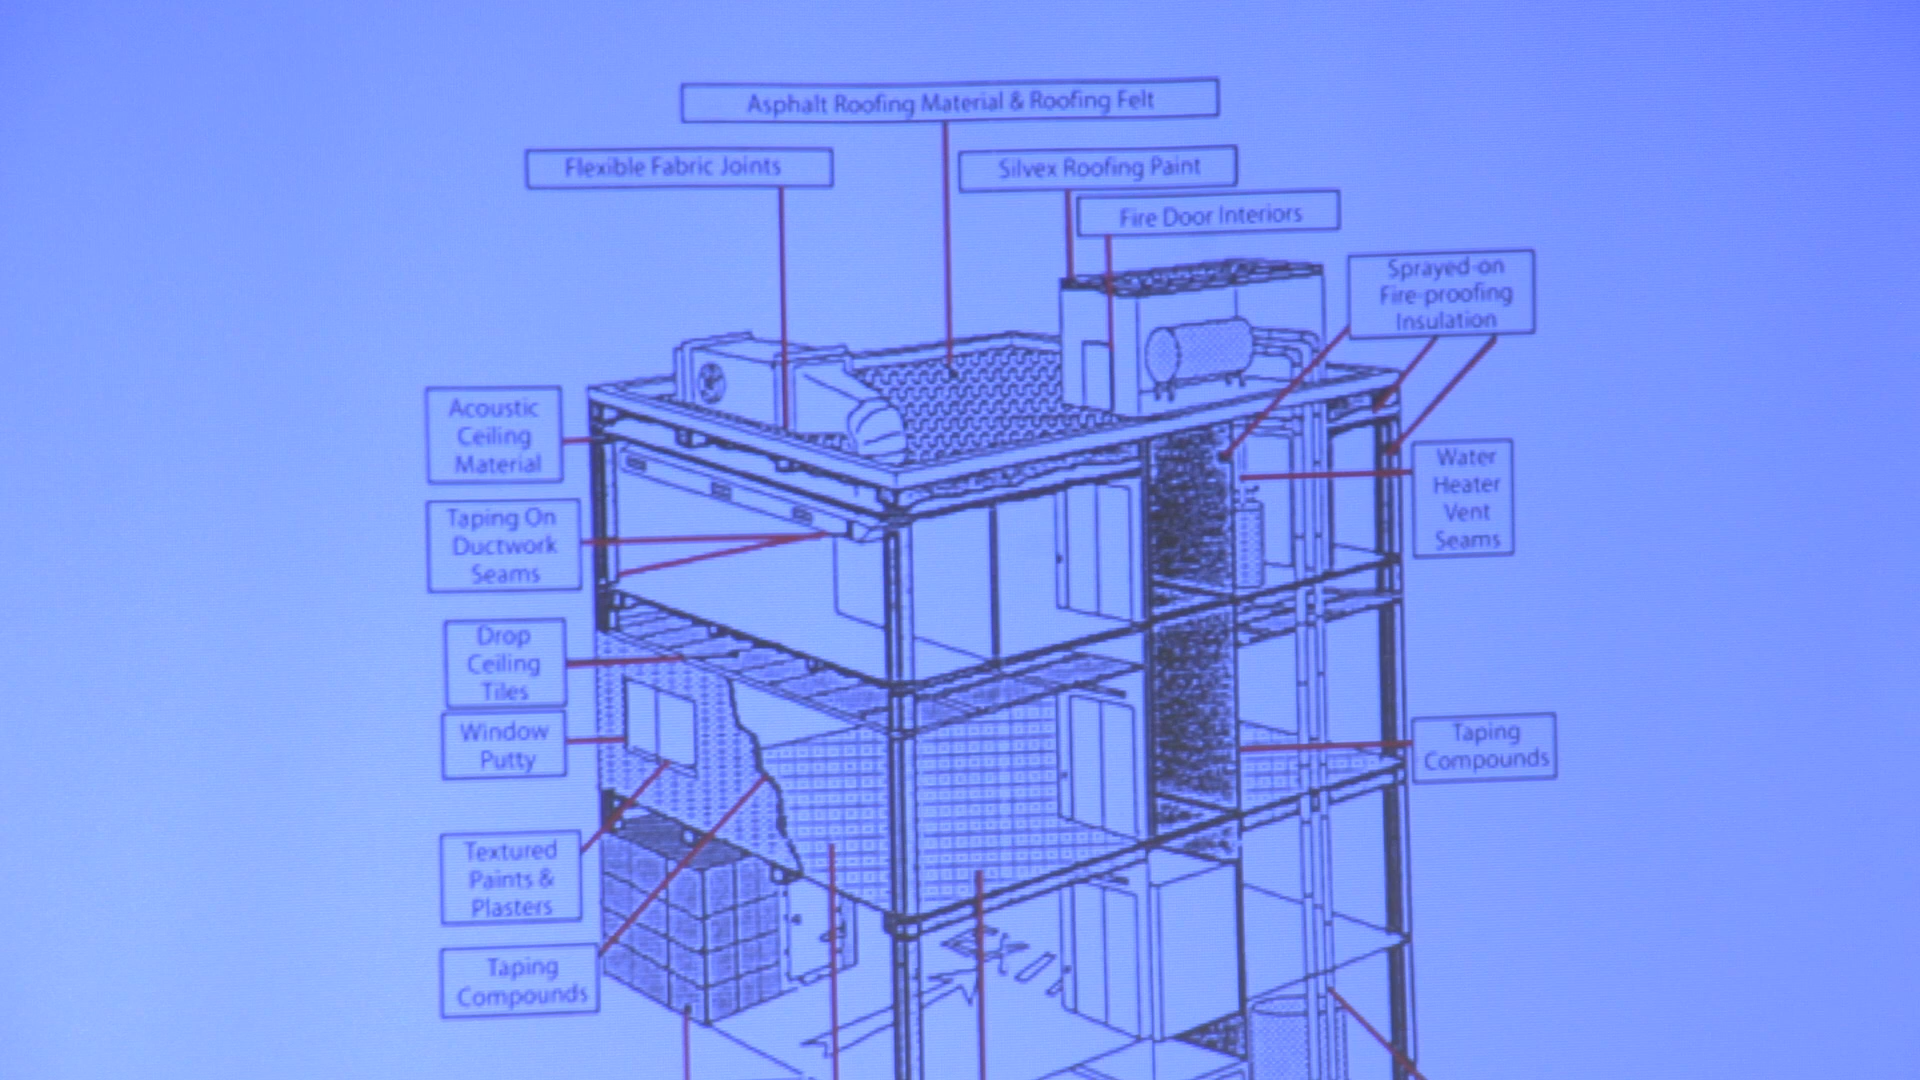 Asphalt Roofing Material & Roofing Felt
Flexible Fabric Joints
Silvex Roofing Paint
Fire Door Interiors
Sprayed-on
Fire-proofing
Insulation
Acoustic
Ceiling
Material
Water
Heater
Vent
Seams
Taping On
Ductwork
Seams
Drop
Ceiling
Tiles
Window
Putty
Taping
Compounds
Textured
Paints &
Plasters
Taping
Compounds